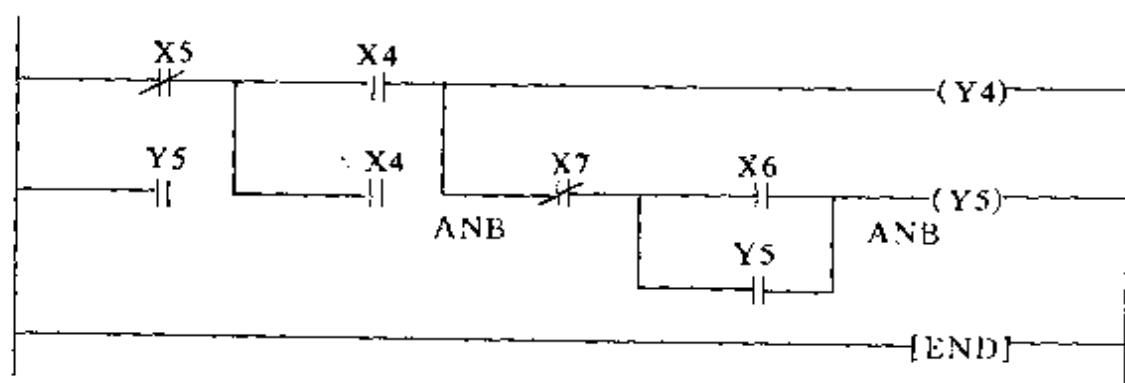 X5 X4
(Y4)
Y5 X4 X7 X6
(Y5)
ANB ANB
Y5
[END]